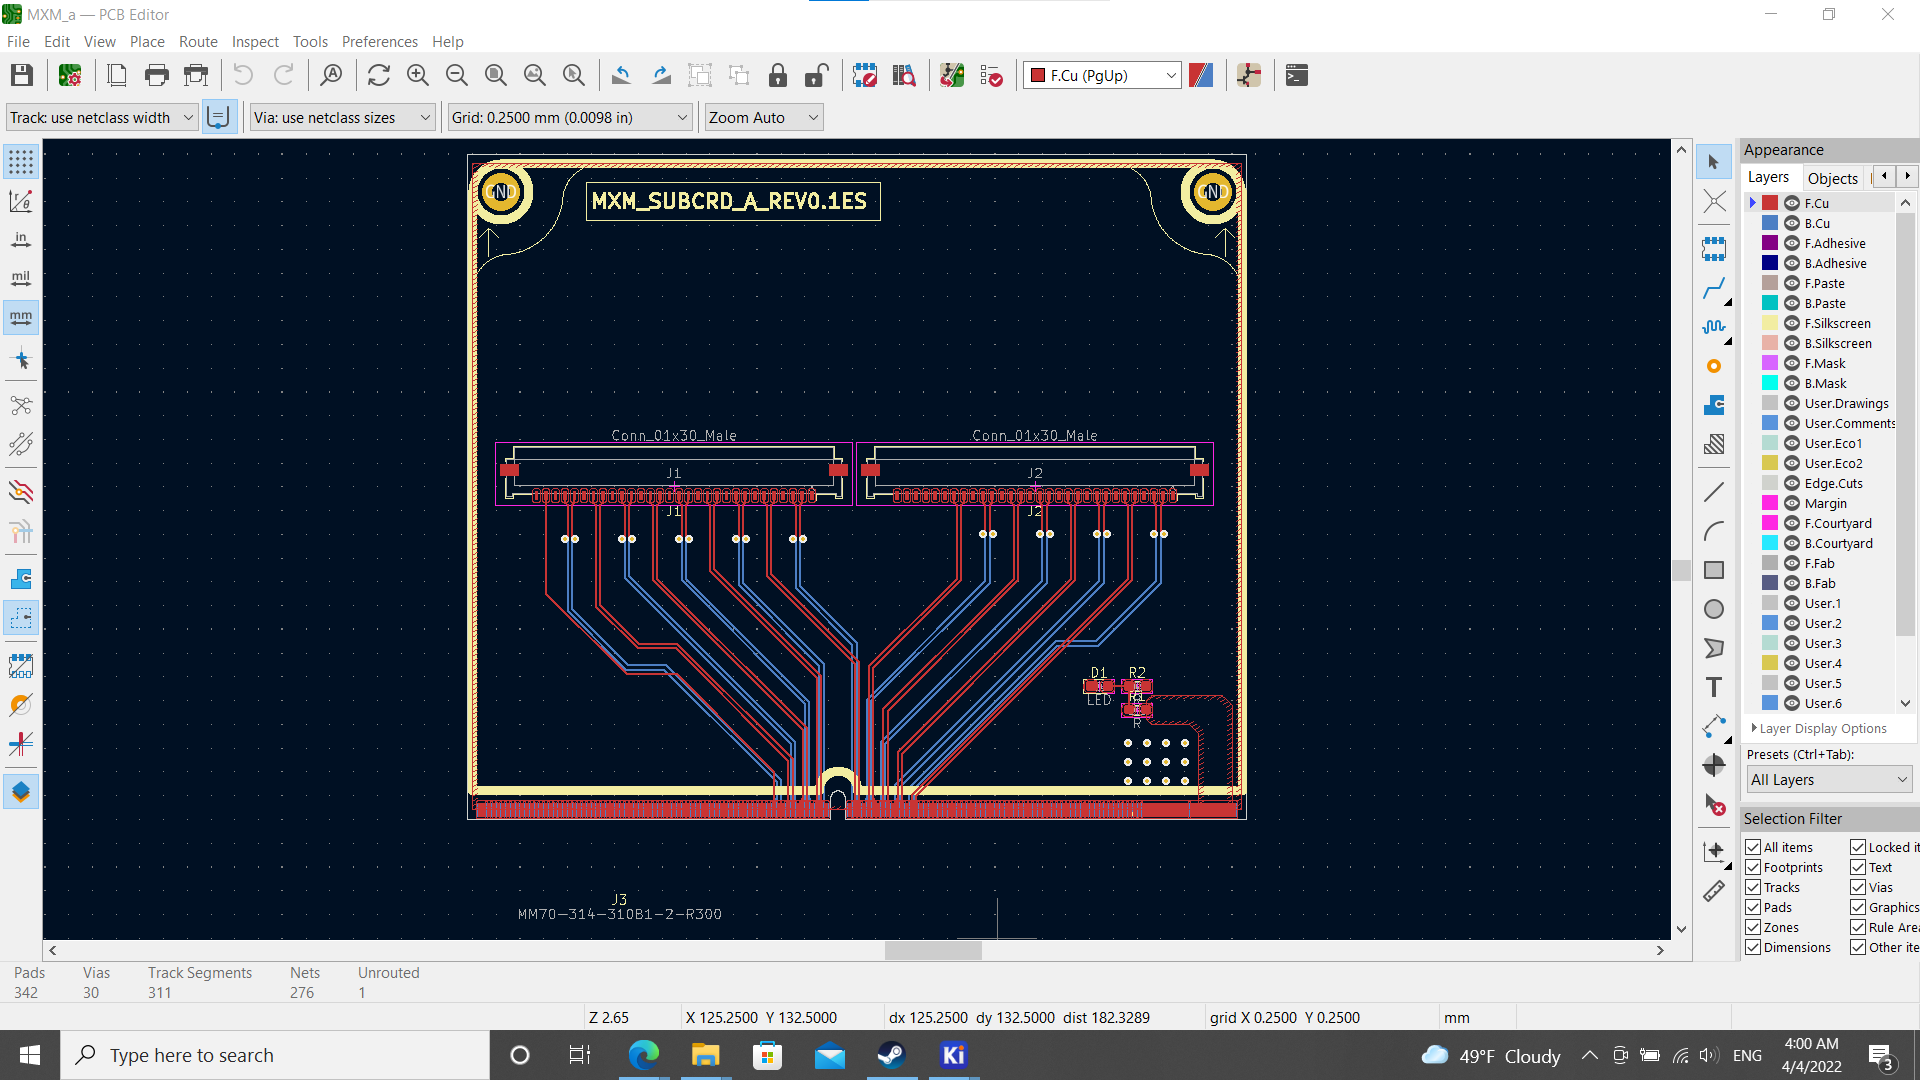 MXM_a — PCB Editor
File Edit View Place Route Inspect Tools Preferences Help
F.Cu (PgUp)
Track: use netclass width
Via: use netclass sizes
Grid: 0.2500 mm (0.0098 in)
Zoom Auto
in
mil
mm
GND
GND
MXM_SUBCRD_A_REV0.1ES
Conn_01x30_Male
Conn_01x30_Male
J1
J2
J1
J2
D1
R2
LED
R
J3
MM70-314-310B1-2-R300
Appearance
Layers
Objects
F.Cu
B.Cu
F.Adhesive
B.Adhesive
F.Paste
B.Paste
F.Silkscreen
B.Silkscreen
F.Mask
B.Mask
User.Drawings
User.Comments
User.Eco1
User.Eco2
Edge.Cuts
Margin
F.Courtyard
B.Courtyard
F.Fab
B.Fab
User.1
User.2
User.3
User.4
User.5
User.6
Layer Display Options
Presets (Ctrl+Tab):
All Layers
Selection Filter
All items
Locked it
Footprints
Text
Tracks
Vias
Pads
Graphics
Zones
Rule Area
Dimensions
Other ite
Pads Vias Track Segments Nets Unrouted
342 30 311 276 1
Z 2.65
X 125.2500 Y 132.5000
dx 125.2500 dy 132.5000 dist 182.3289
grid X 0.2500 Y 0.2500
mm
Type here to search
Ki
49°F Cloudy
ENG
4:00 AM
4/4/2022
3